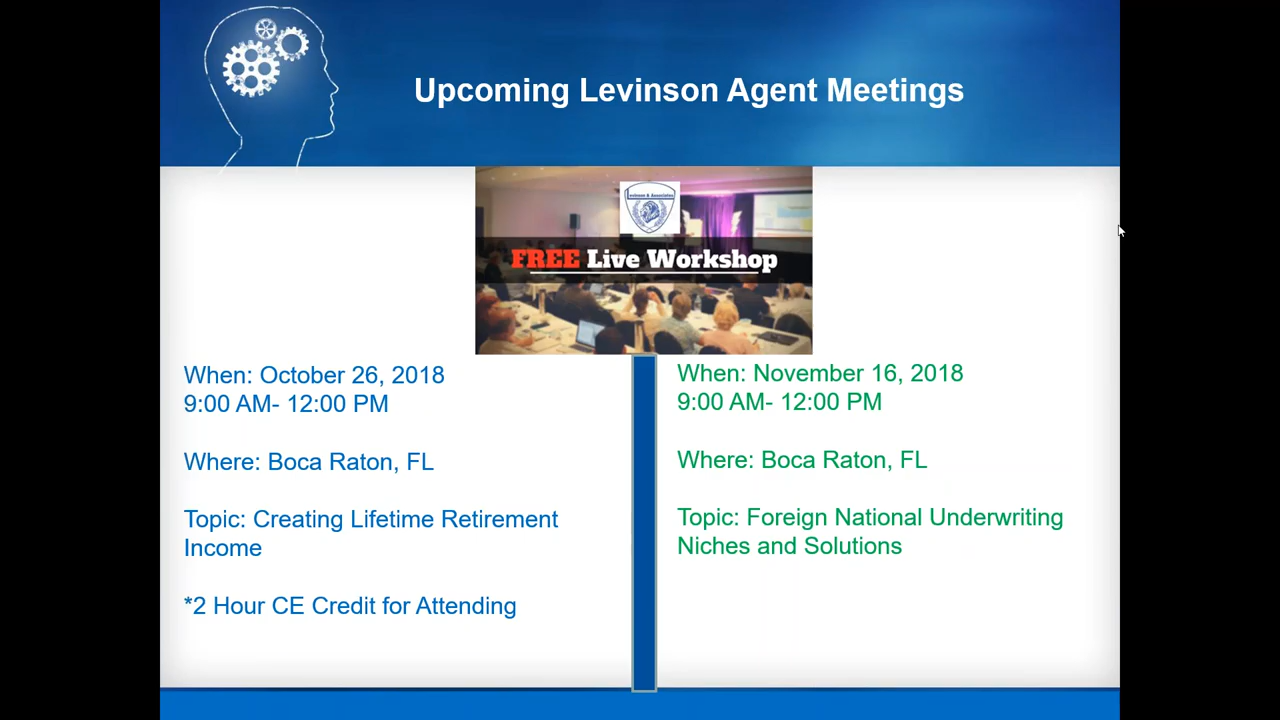 Upcoming Levinson Agent Meetings
Levinson & Associates
FREE Live Workshop
When: October 26, 2018
9:00 AM- 12:00 PM
Where: Boca Raton, FL
Topic: Creating Lifetime Retirement
Income
*2 Hour CE Credit for Attending
When: November 16, 2018
9:00 AM- 12:00 PM
Where: Boca Raton, FL
Topic: Foreign National Underwriting
Niches and Solutions